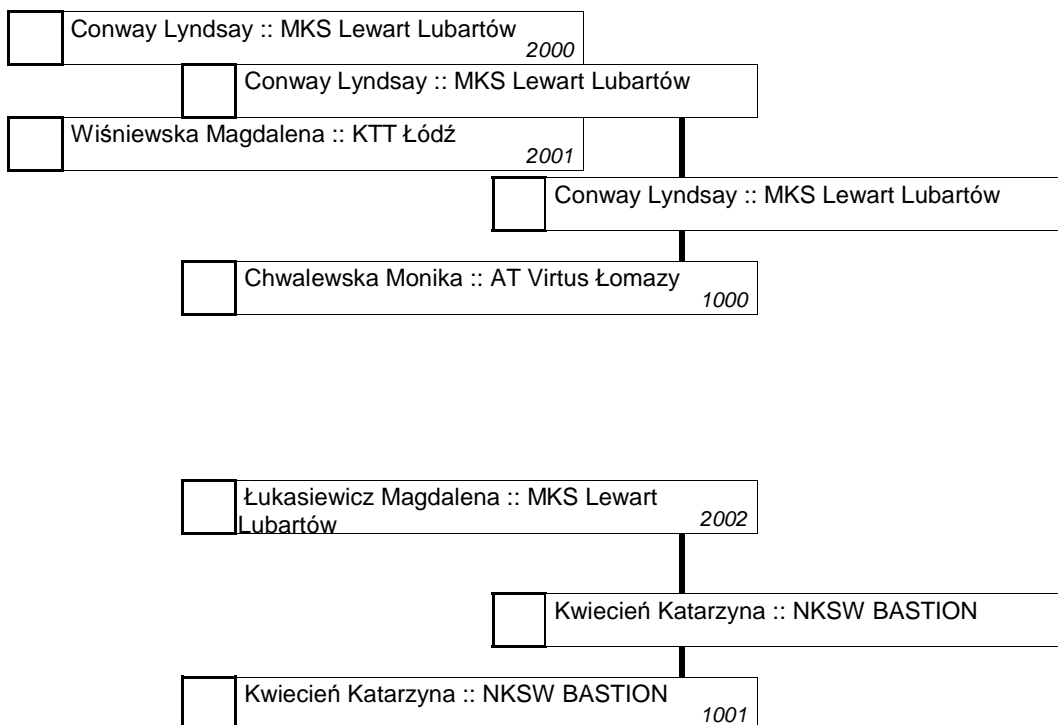 Conway Lyndsay :: MKS Lewart Lubartów
2000
Conway Lyndsay :: MKS Lewart Lubartów
Wiśniewska Magdalena :: KTT Łódź
2001
Conway Lyndsay :: MKS Lewart Lubartów
Chwalewska Monika :: AT Virtus Łomazy
1000
Łukasiewicz Magdalena :: MKS Lewart
Lubartów
2002
Kwiecień Katarzyna :: NKSW BASTION
Kwiecień Katarzyna :: NKSW BASTION
1001